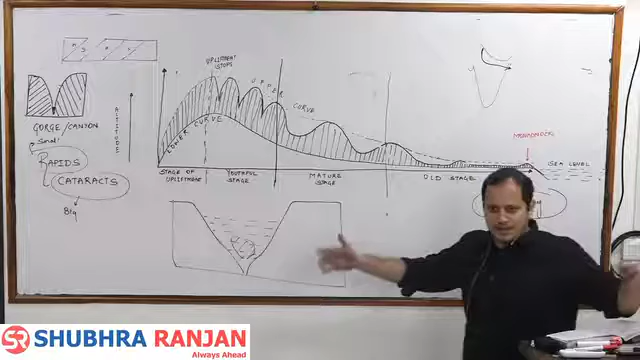 UPLIFTMENT
STOPS
UPPER
CURVE
GORGE/CANYON
Small
RAPIDS
CATARACTS
Big
ALTITUDE
LOWER CURVE
STAGE OF
UPLIFTMENT
YOUTHFUL
STAGE
MATURE
STAGE
OLD STAGE
MONADNOCK
SEA LEVEL
SR SHUBHRA RANJAN
Always Ahead